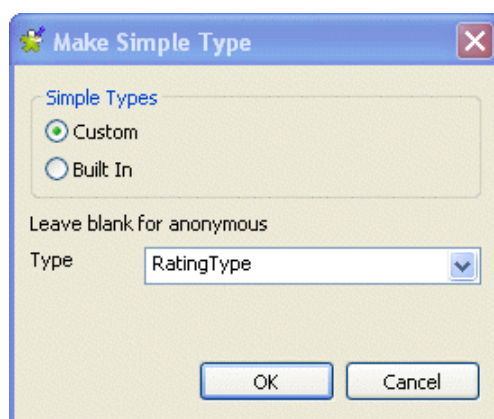 Make Simple Type
Simple Types
Custom
Built In
Leave blank for anonymous
Type RatingType
OK Cancel